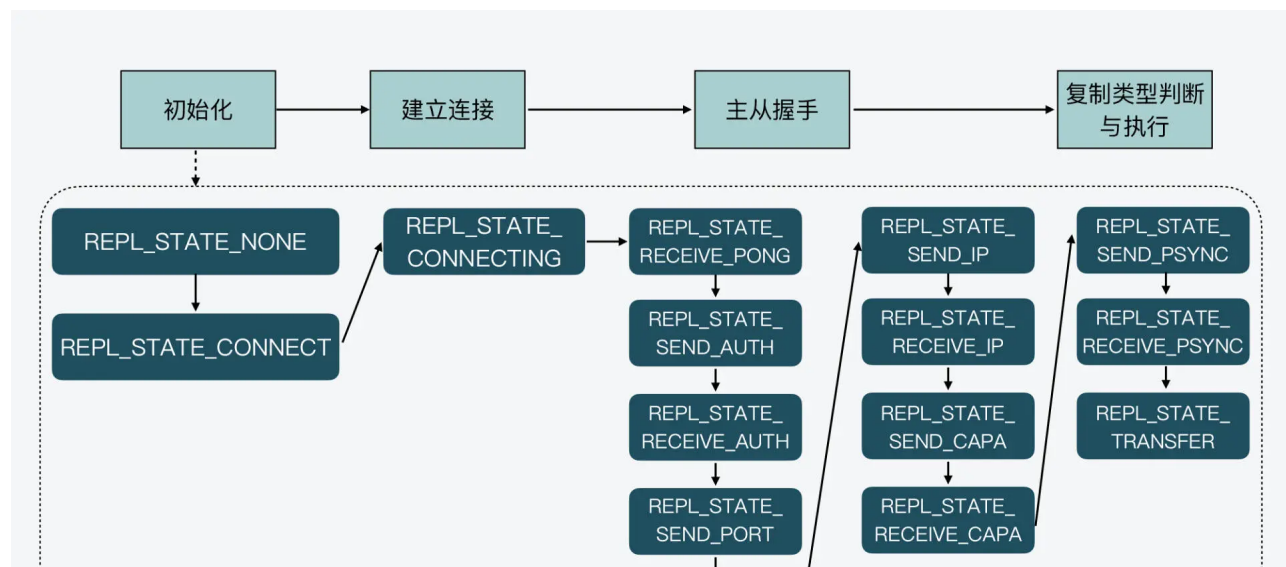 初始化
建立连接
主从握手
复制类型判断
与执行
REPL_STATE_NONE
REPL_STATE_CONNECT
REPL_STATE_
CONNECTING
REPL_STATE_
RECEIVE_PONG
REPL_STATE_
SEND_AUTH
REPL_STATE_
RECEIVE_AUTH
REPL_STATE_
SEND_PORT
REPL_STATE_
SEND_IP
REPL_STATE_
RECEIVE_IP
REPL_STATE_
SEND_CAPA
REPL_STATE_
RECEIVE_CAPA
REPL_STATE_
SEND_PSYNC
REPL_STATE_
RECEIVE_PSYNC
REPL_STATE_
TRANSFER